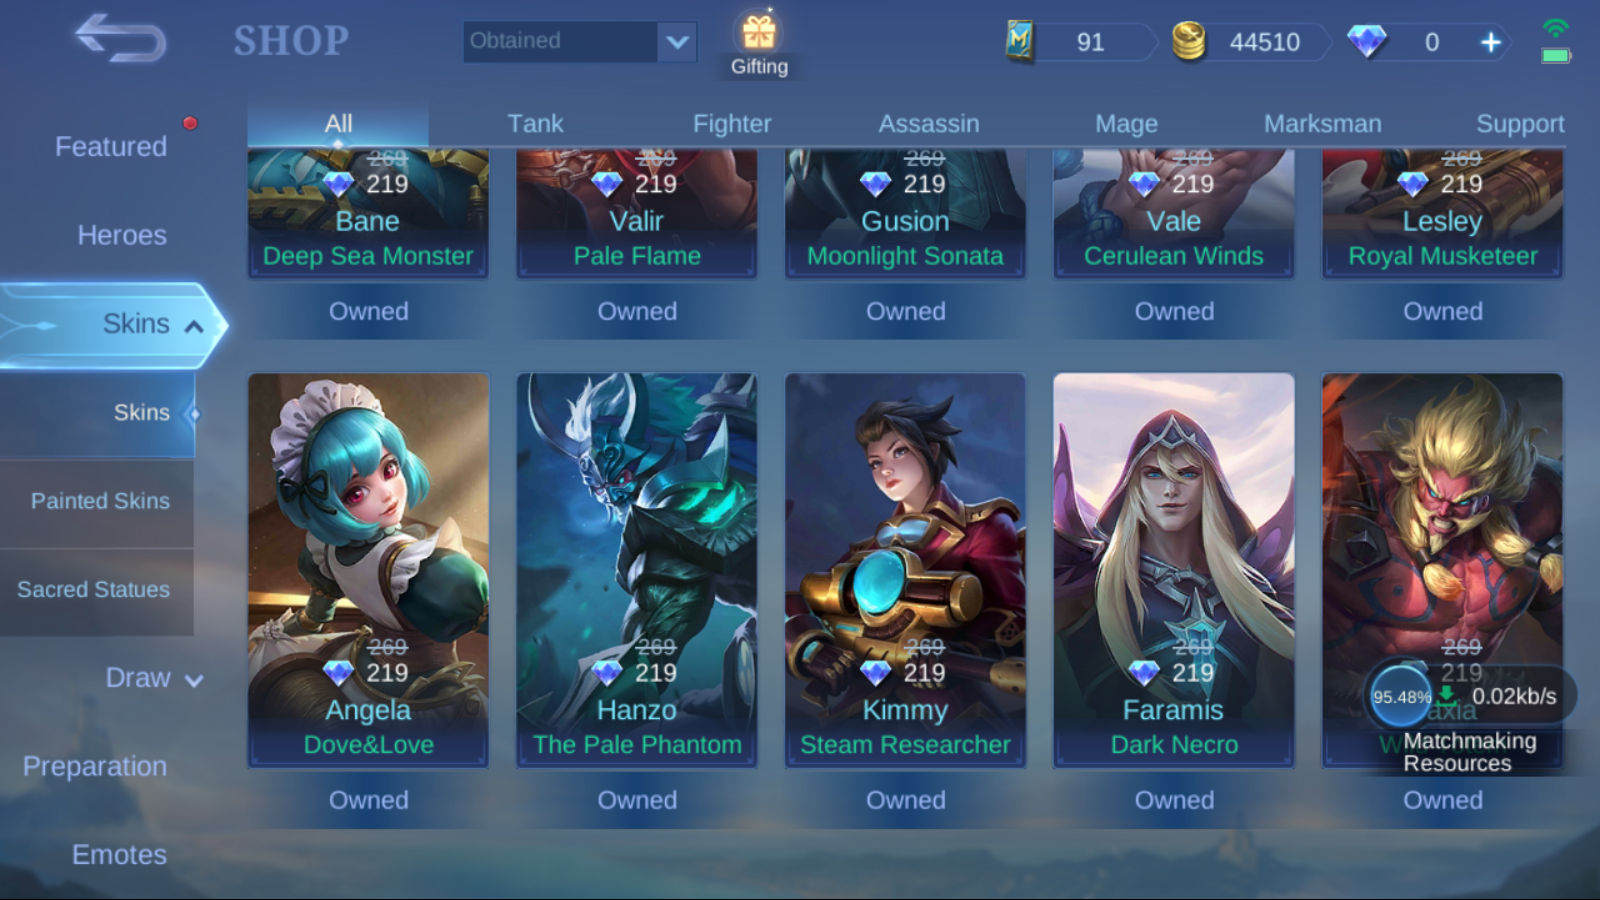 SHOP
Obtained
Gifting
91
44510
0
All
Tank
Fighter
Assassin
Mage
Marksman
Support
Featured
Heroes
Skins
Skins
Painted Skins
Sacred Statues
Draw
Preparation
Emotes
269
269
269
269
269
219
219
219
219
219
Bane
Valir
Gusion
Vale
Lesley
Deep Sea Monster
Pale Flame
Moonlight Sonata
Cerulean Winds
Royal Musketeer
Owned
Owned
Owned
Owned
Owned
269
269
269
269
269
219
219
219
219
219
95.48%
0.02kb/s
Angela
Hanzo
Kimmy
Faramis
Dove&Love
The Pale Phantom
Steam Researcher
Dark Necro
Matchmaking
Resources
Owned
Owned
Owned
Owned
Owned